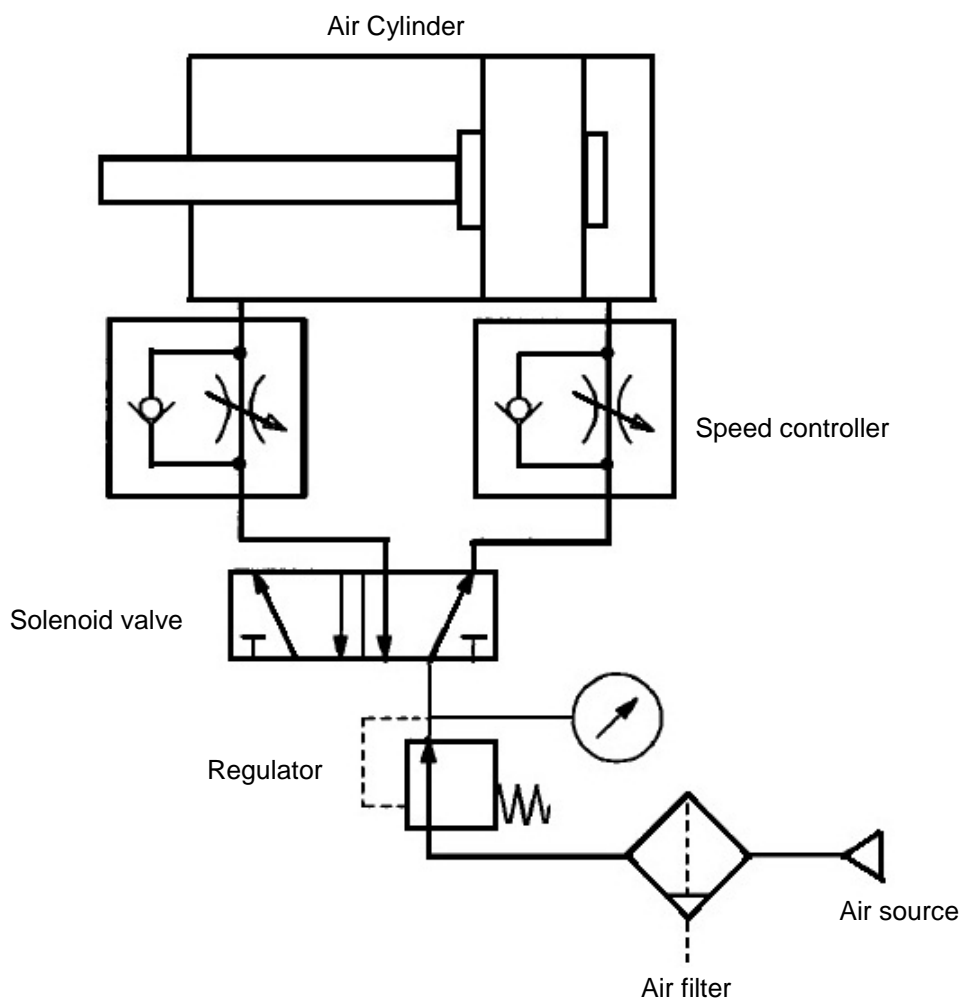 Air Cylinder
Speed controller
Solenoid valve
Regulator
Air source
Air filter